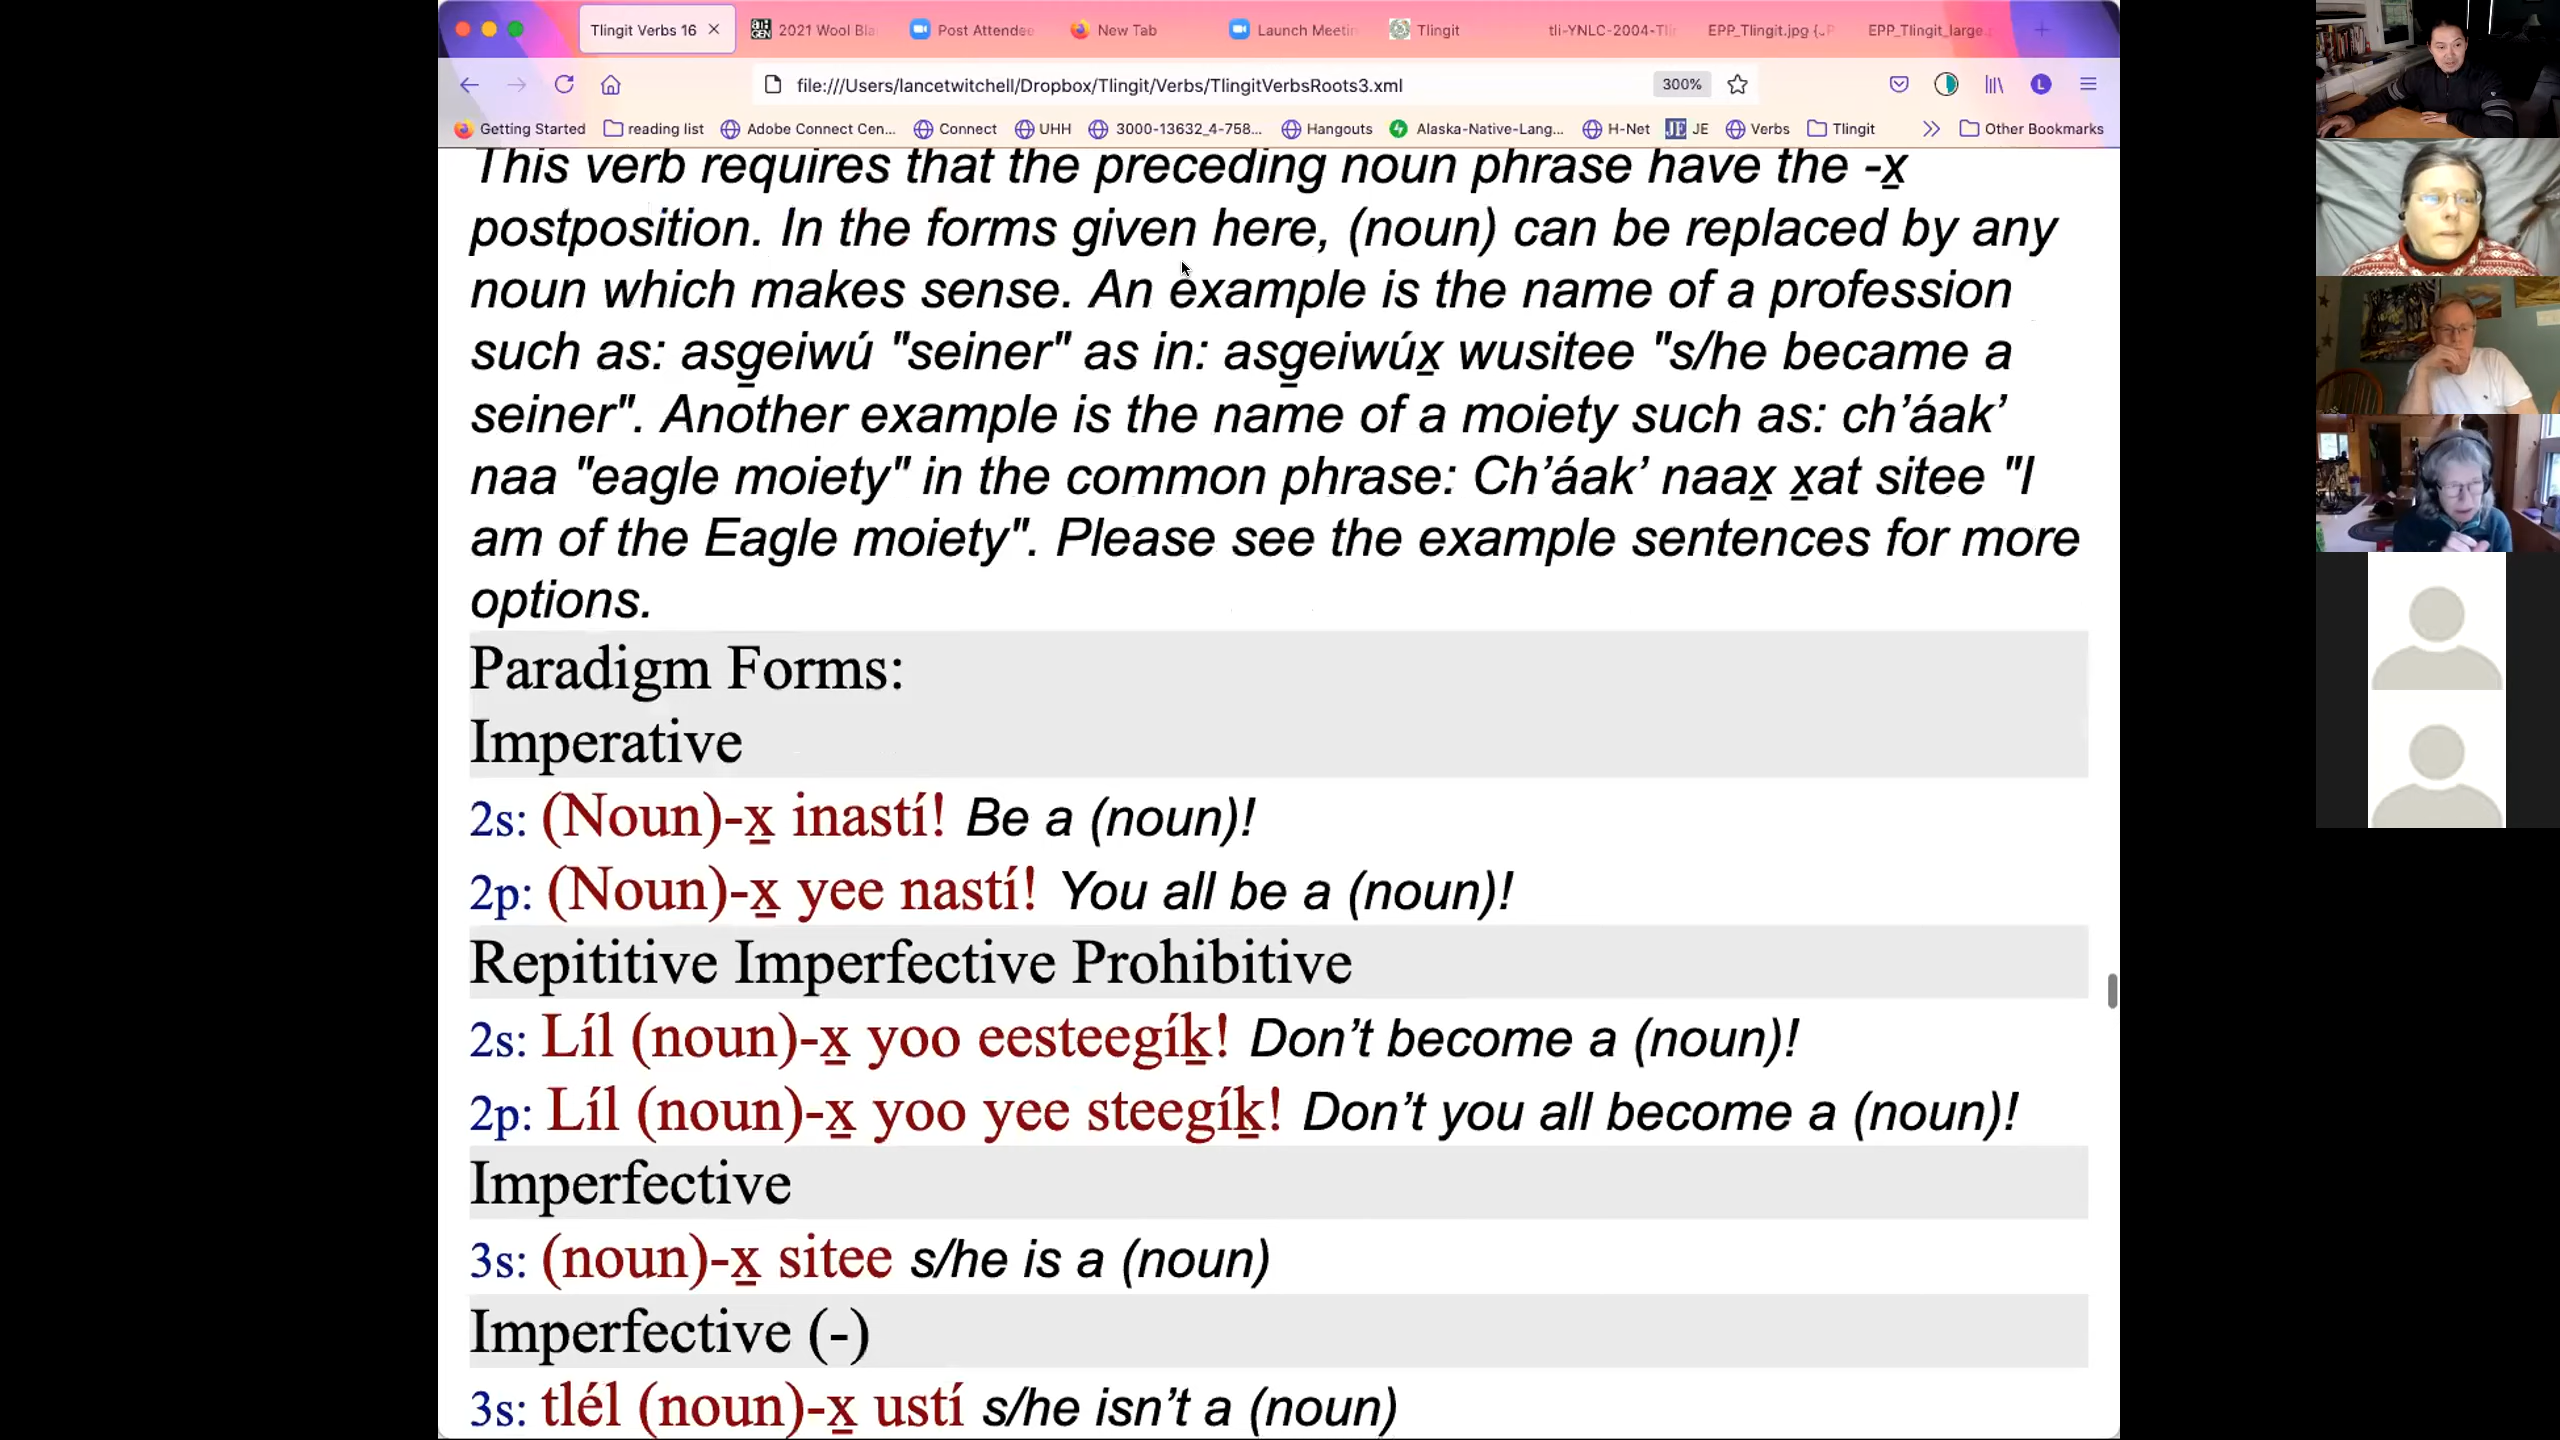 Tlingit Verbs 16
2021 Wool Bla
Post Attendee
New Tab
Launch Meetin
Tlingit
tli-YNLC-2004-Tli
EPP_Tlingit.jpg
EPP_Tlingit_large.
file:///Users/lancetwitchell/Dropbox/Tlingit/Verbs/TlingitVerbsRoots3.xml
300%
L
Getting Started
reading list
Adobe Connect Cen...
Connect
UHH
3000-13632_4-758...
Hangouts
Alaska-Native-Lang...
H-Net
JE
JE
Verbs
Tlingit
Other Bookmarks
This verb requires that the preceding noun phrase have the -x̱
postposition. In the forms given here, (noun) can be replaced by any
noun which makes sense. An example is the name of a profession
such as: asg̱eiwú "seiner" as in: asg̱eiwúx̱ wusitee "s/he became a
seiner". Another example is the name of a moiety such as: ch’áak’
naa "eagle moiety" in the common phrase: Ch’áak’ naax̱ x̱at sitee "I
am of the Eagle moiety". Please see the example sentences for more
options.
Paradigm Forms:
Imperative
2s: (Noun)-x̱ inastí! Be a (noun)!
2p: (Noun)-x̱ yee nastí! You all be a (noun)!
Repititive Imperfective Prohibitive
2s: Líl (noun)-x̱ yoo eesteegíḵ! Don’t become a (noun)!
2p: Líl (noun)-x̱ yoo yee steegíḵ! Don’t you all become a (noun)!
Imperfective
3s: (noun)-x̱ sitee s/he is a (noun)
Imperfective (-)
3s: tlél (noun)-x̱ ustí s/he isn’t a (noun)